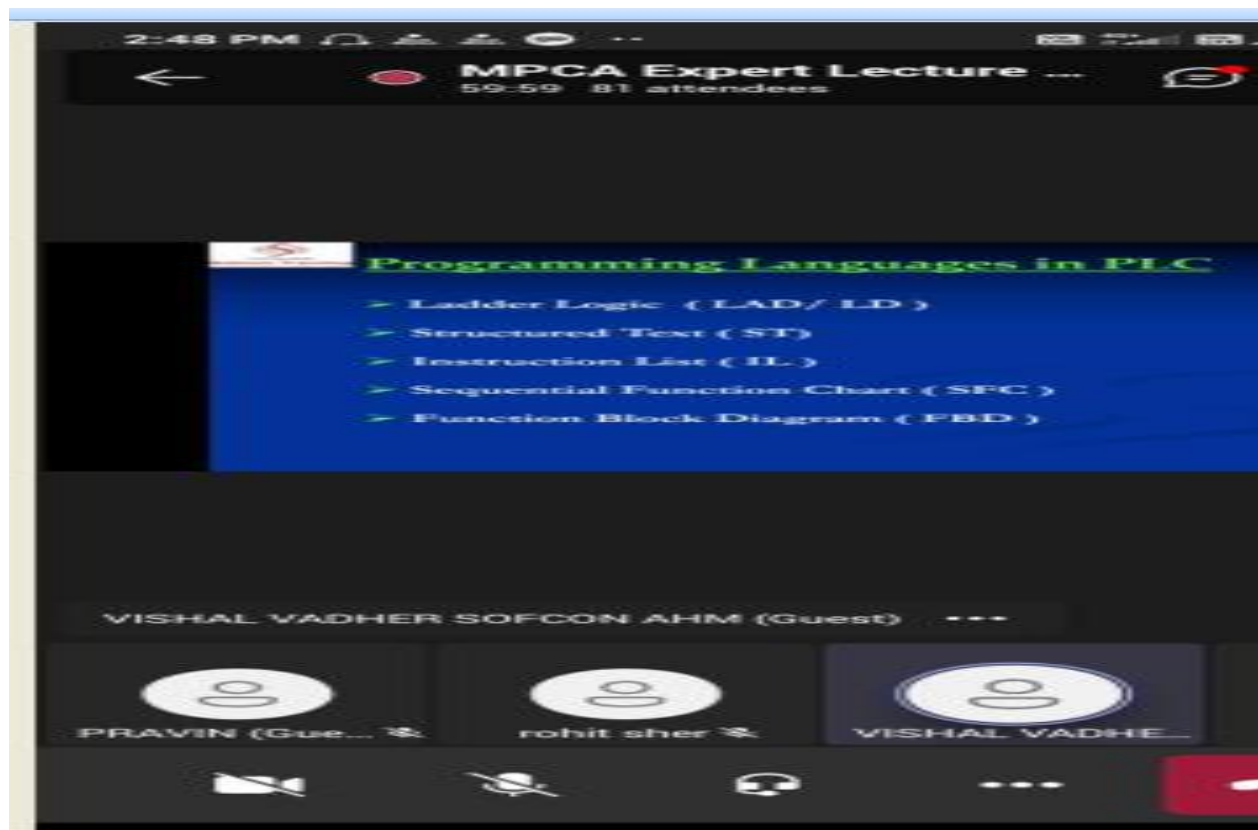 2:48 PM
MPCA Expert Lecture ...
59:59 81 attendees
Programming Languages in PLC
Ladder Logic ( LAD/ LD )
Structured Text ( ST)
Instruction List ( IL )
Sequential Function Chart ( SFC )
Function Block Diagram ( FBD )
VISHAL VADHER SOFCON AHM (Guest) •••
PRAVIN (Gue...
rohit sher
VISHAL VADHE...